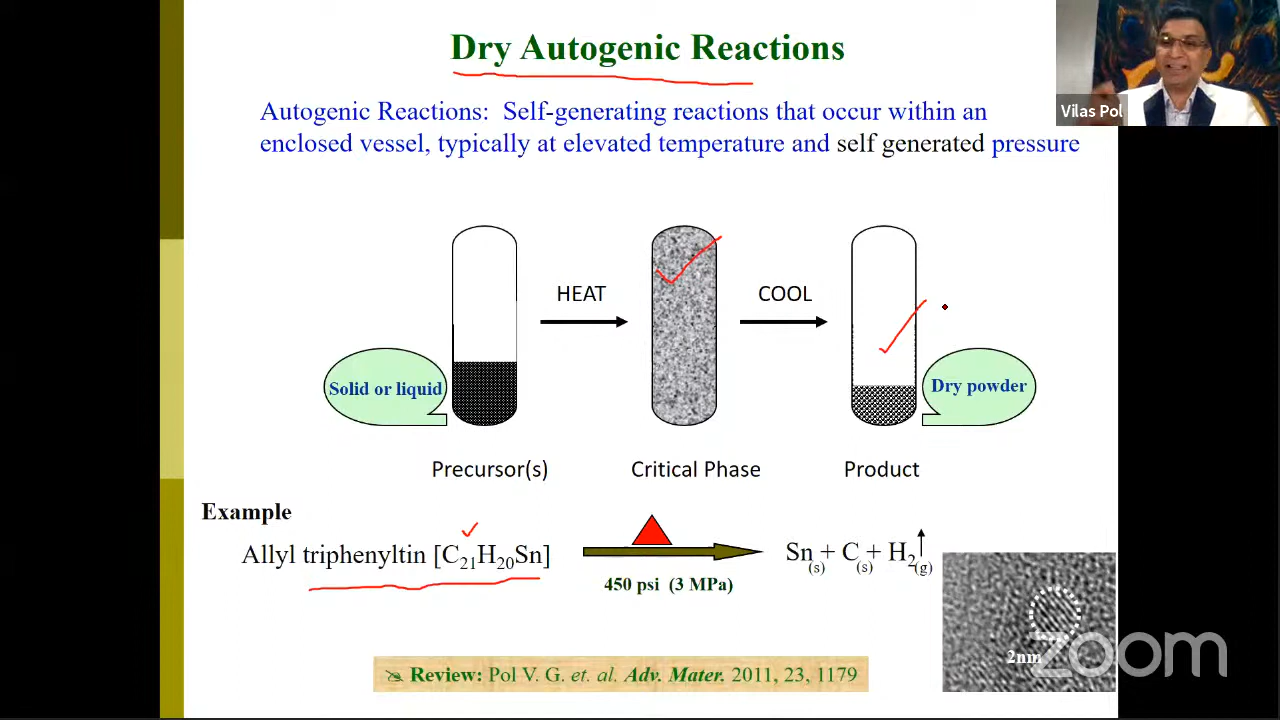 Dry Autogenic Reactions
Vilas Pol
Autogenic Reactions: Self-generating reactions that occur within an
enclosed vessel, typically at elevated temperature and self generated pressure
HEAT
COOL
Solid or liquid
Dry powder
Precursor(s)
Critical Phase
Product
Example
Allyl triphenyltin [C₂₁H₂₀Sn]
Sn(s) + C(s) + H₂(g)
450 psi (3 MPa)
2nm
zoom
Review: Pol V. G. et. al. Adv. Mater. 2011, 23, 1179